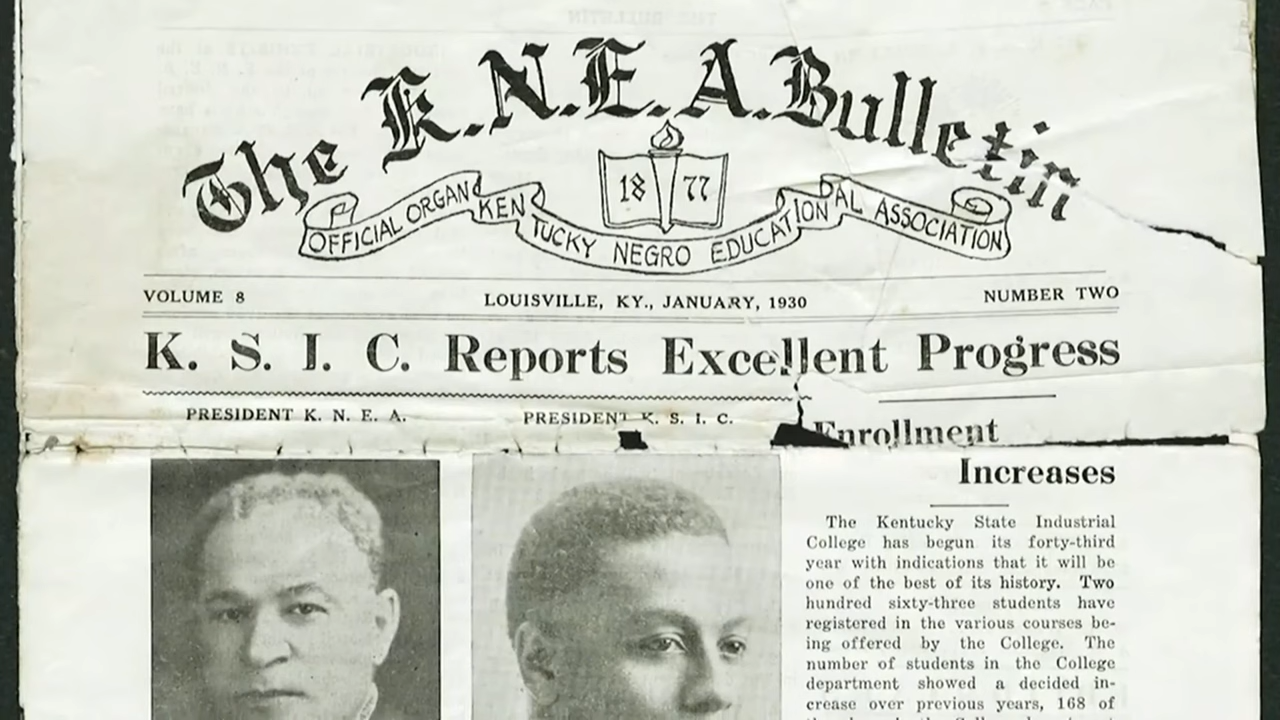 The K.N.E.A. Bulletin
18 77
OFFICIAL ORGAN KENTUCKY NEGRO EDUCATIONAL ASSOCIATION
VOLUME 8 LOUISVILLE, KY., JANUARY, 1930 NUMBER TWO
K. S. I. C. Reports Excellent Progress
PRESIDENT K. N. E. A. PRESIDENT K. S. I. C.
Enrollment
Increases
The Kentucky State Industrial
College has begun its forty-third
year with indications that it will be
one of the best of its history. Two
hundred sixty-three students have
registered in the various courses be-
ing offered by the College. The
number of students in the College
department showed a decided in-
crease over previous years, 168 of